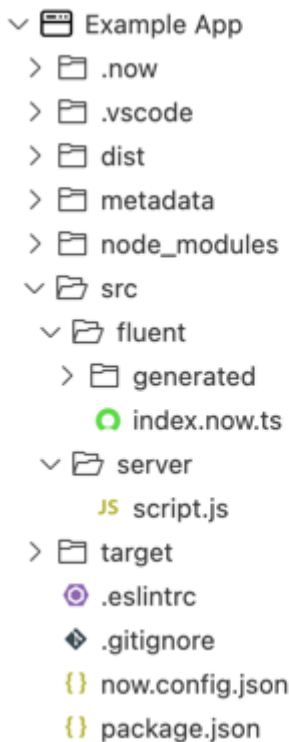 Example App
.now
.vscode
dist
metadata
node_modules
src
fluent
generated
index.now.ts
server
JS script.js
target
.eslintrc
.gitignore
{} now.config.json
{} package.json